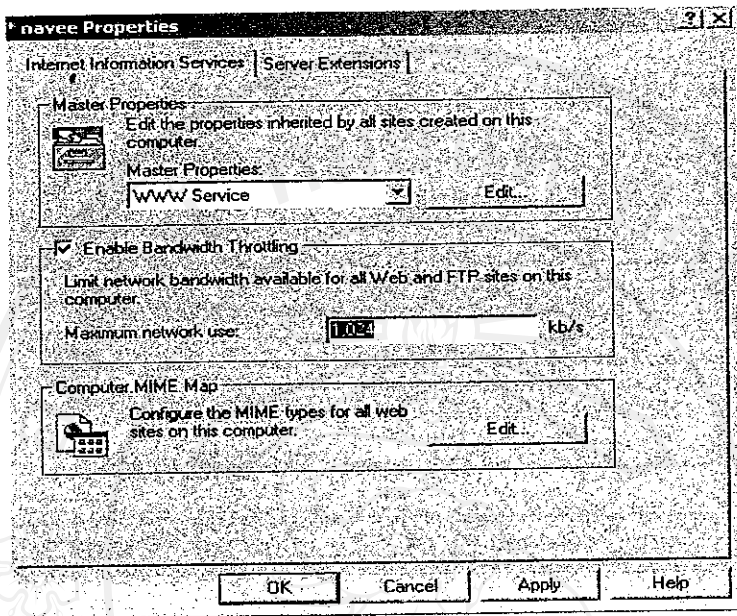 * navee Properties
? ×
Internet Information Services
Server Extensions
Master Properties
Edit the properties inherited by all sites created on this
computer.
Master Properties:
WWW Service
Edit...
Enable Bandwidth Throttling
Limit network bandwidth available for all Web and FTP sites on this
computer.
Maximum network use:
1,024
kb/s
Computer MIME Map
Configure the MIME types for all web
sites on this computer.
Edit...
OK
Cancel
Apply
Help